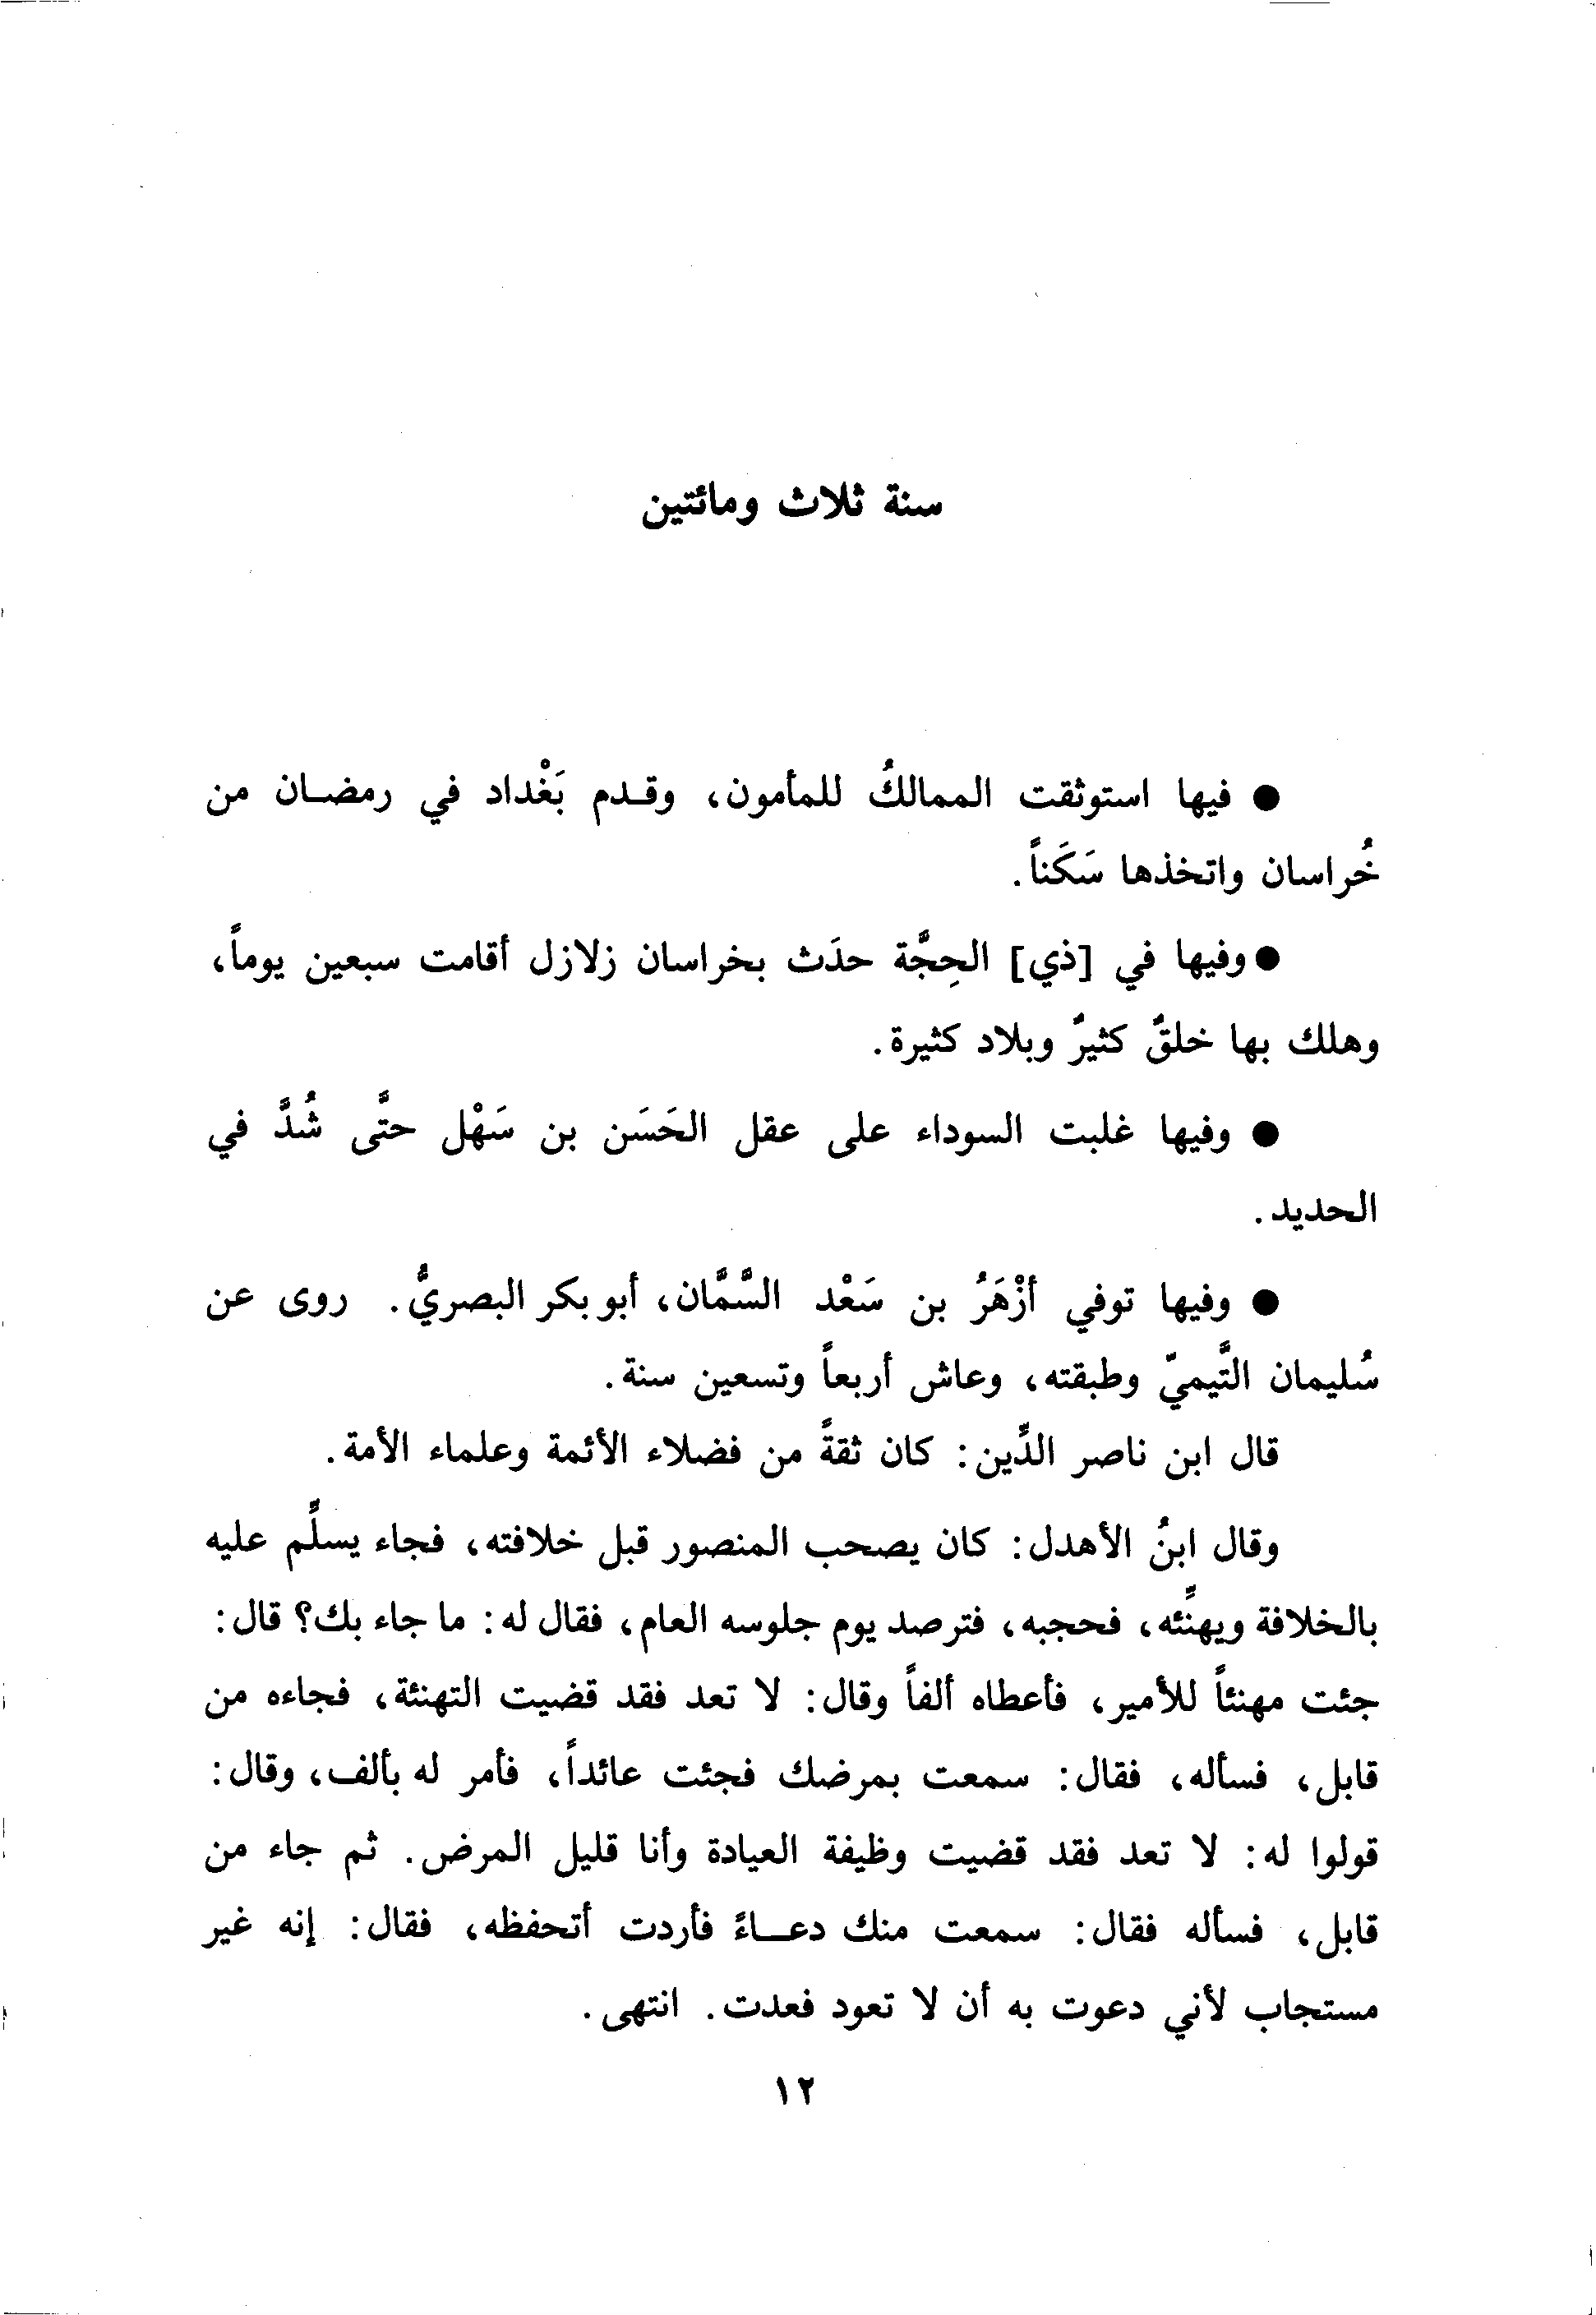 سنة ثلاث ومائتين
● فيها استوثقت الممالكُ للمأمون، وقـدم بَغْداد في رمضـان من
خُراسان واتخذها سَكَناً.
● وفيها في [ذي] الحِجَّة حدَث بخراسان زلازل أقامت سبعين يوماً،
وهلك بها خلقٌ كثيرٌ وبلاد كثيرة.
● وفيها غلبت السوداء على عقل الحَسَن بن سَهْل حتَّى شُدَّ في
الحديد.
● وفيها توفي أزْهَرُ بن سَعْد السَّمَّان، أبو بكر البصريُّ. روى عن
سُليمان التَّيميّ وطبقته، وعاش أربعاً وتسعين سنة.
قال ابن ناصر الدِّين: كان ثقةً من فضلاء الأئمة وعلماء الأمة.
وقال ابنُ الأهدل: كان يصحب المنصور قبل خلافته، فجاء يسلِّم عليه
بالخلافة ويهنِّئه، فحجبه، فترصد يوم جلوسه العام، فقال له: ما جاء بك؟ قال:
جئت مهنئاً للأمير، فأعطاه ألفاً وقال: لا تعد فقد قضيت التهنئة، فجاءه من
قابل، فسأله، فقال: سمعت بمرضك فجئت عائداً، فأمر له بألف، وقال:
قولوا له: لا تعد فقد قضيت وظيفة العيادة وأنا قليل المرض. ثم جاء من
قابل، فسأله فقال: سمعت منك دعـــاءً فأردت أتحفظه، فقال: إنه غير
مستجاب لأني دعوت به أن لا تعود فعدت. انتهى.
١٢